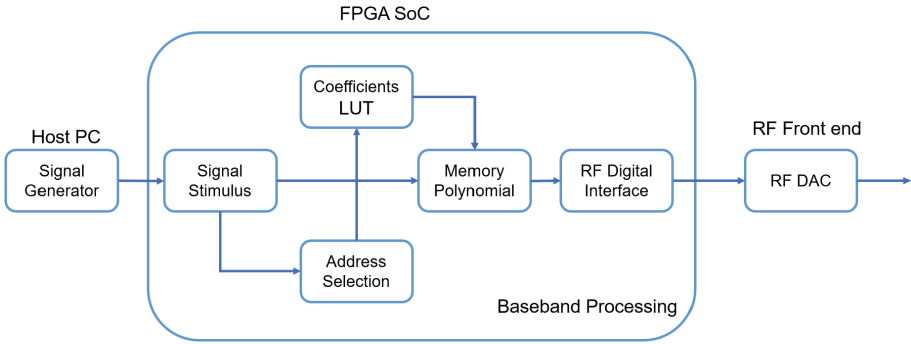 FPGA SoC
Coefficients
LUT
Host PC
RF Front end
Signal
Generator
Signal
Stimulus
Memory
Polynomial
RF Digital
Interface
RF DAC
Address
Selection
Baseband Processing